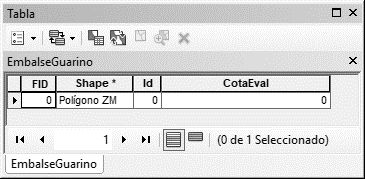 Tabla
EmbalseGuarino
FID Shape * Id CotaEval
0 Polígono ZM 0 0
1 (0 de 1 Seleccionado)
EmbalseGuarino